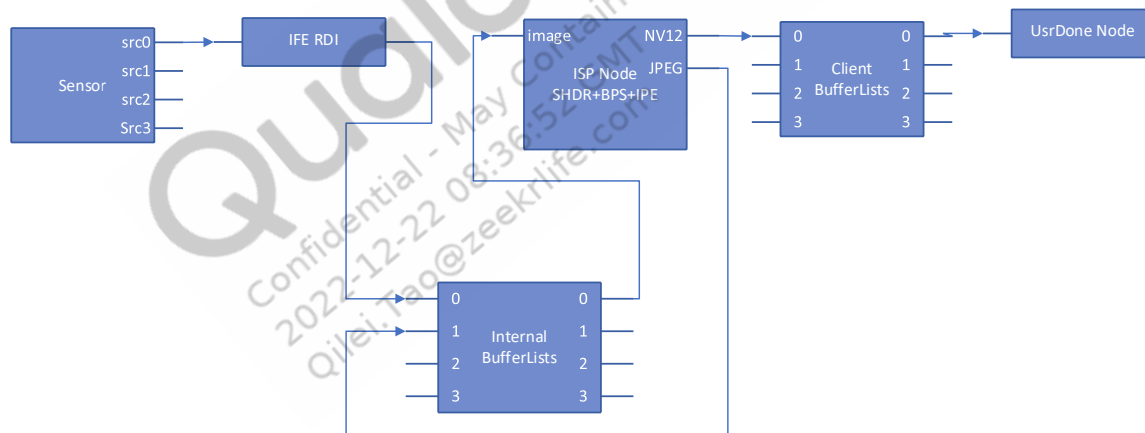 Sensor
src0
src1
src2
Src3
IFE RDI
image
NV12
JPEG
ISP Node
SHDR+BPS+IPE
0
1
2
3
Client
BufferLists
0
1
2
3
UsrDone Node
0
1
2
3
Internal
BufferLists
0
1
2
3
Confidential - May Contain
2022-12-22 08:36:52 GMT
Qilei.Tao@zeekrlife.com